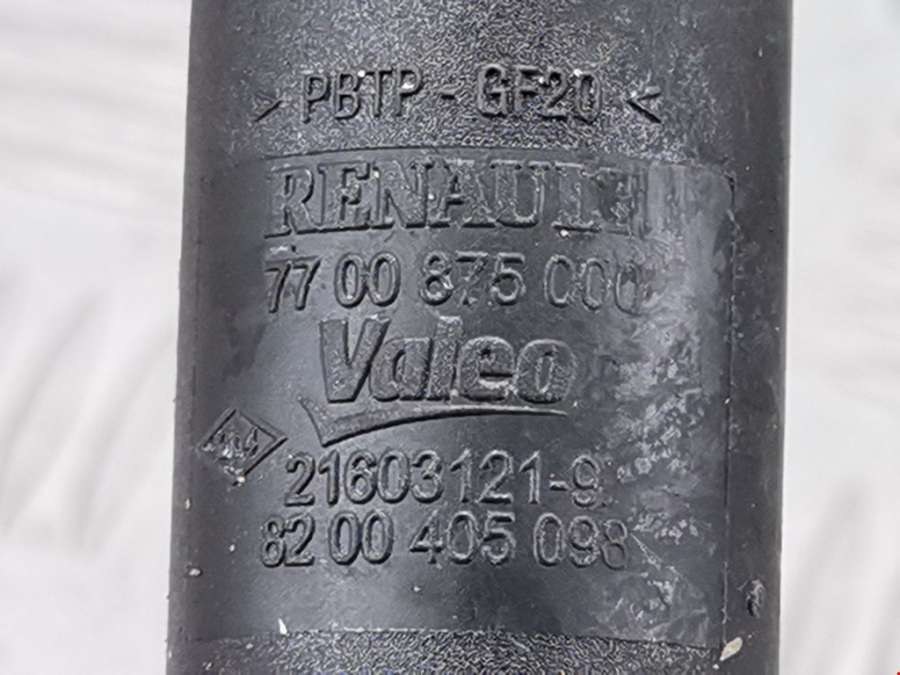 > PBTP - GF20 <
RENAULT
77 00 875 000
Valeo
21603121-9
82 00 405 098